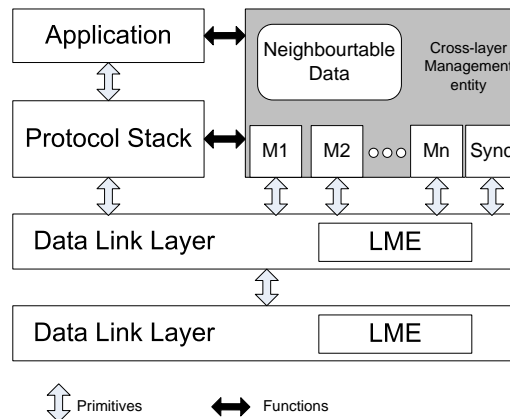 Application
Neighbourtable
Data
Cross-layer
Management
entity
Protocol Stack
M1
M2
Mn
Sync
Data Link Layer
LME
Data Link Layer
LME
Primitives
Functions